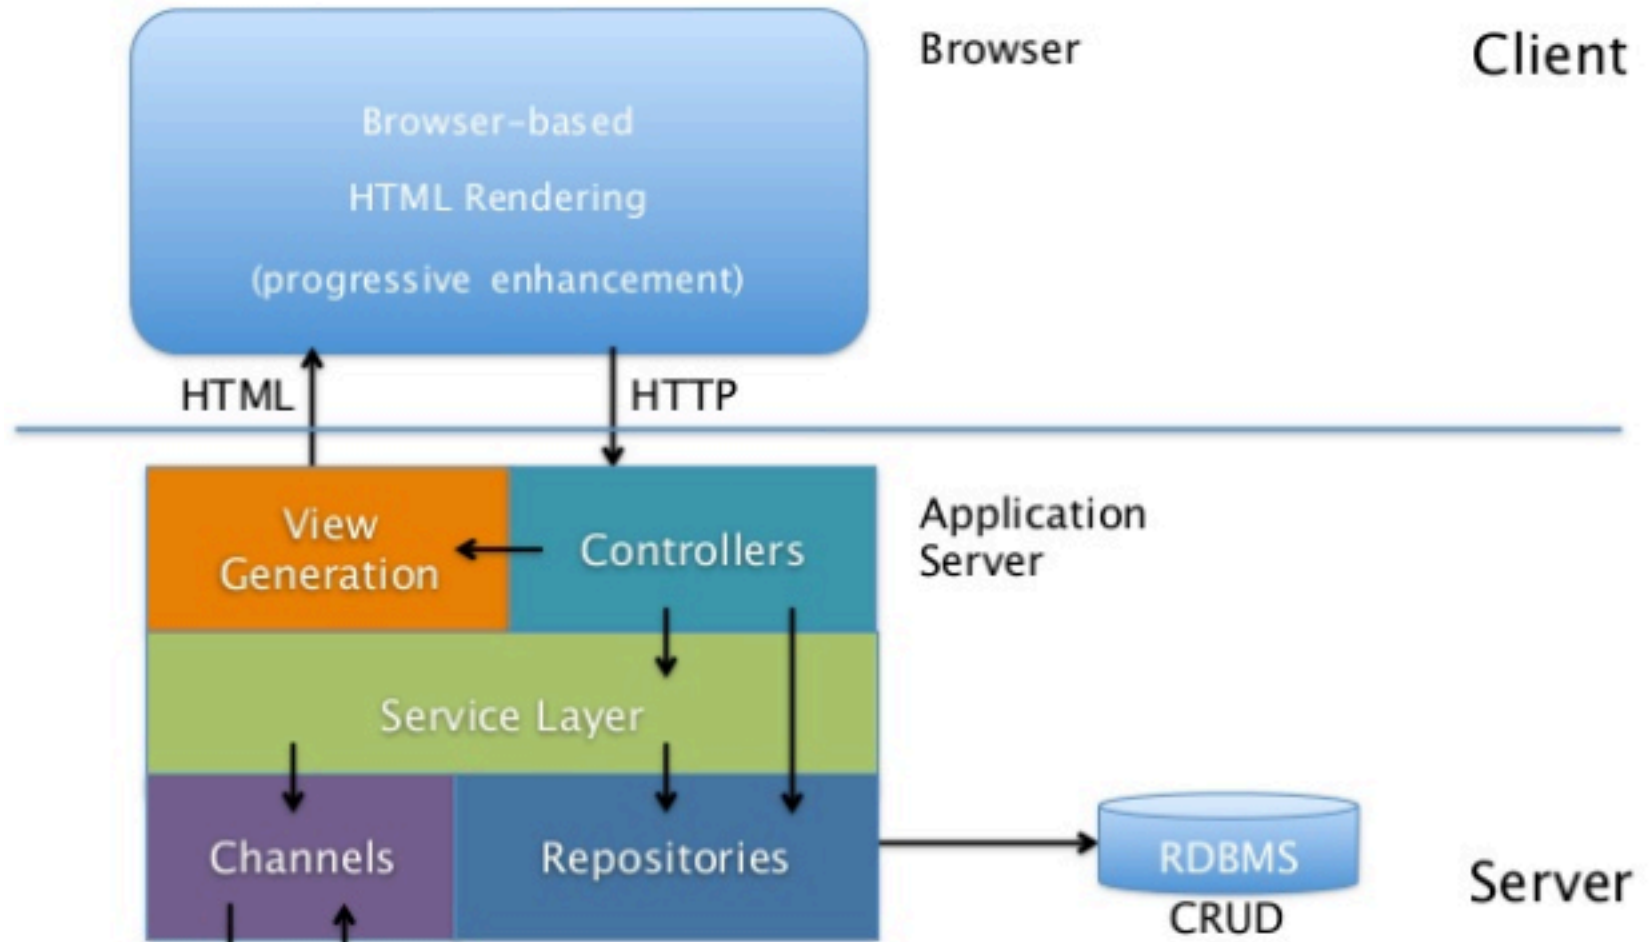 Browser
Client
Browser-based
HTML Rendering
(progressive enhancement)
HTML
HTTP
View
Generation
Controllers
Application
Server
Service Layer
Channels
Repositories
RDBMS
CRUD
Server